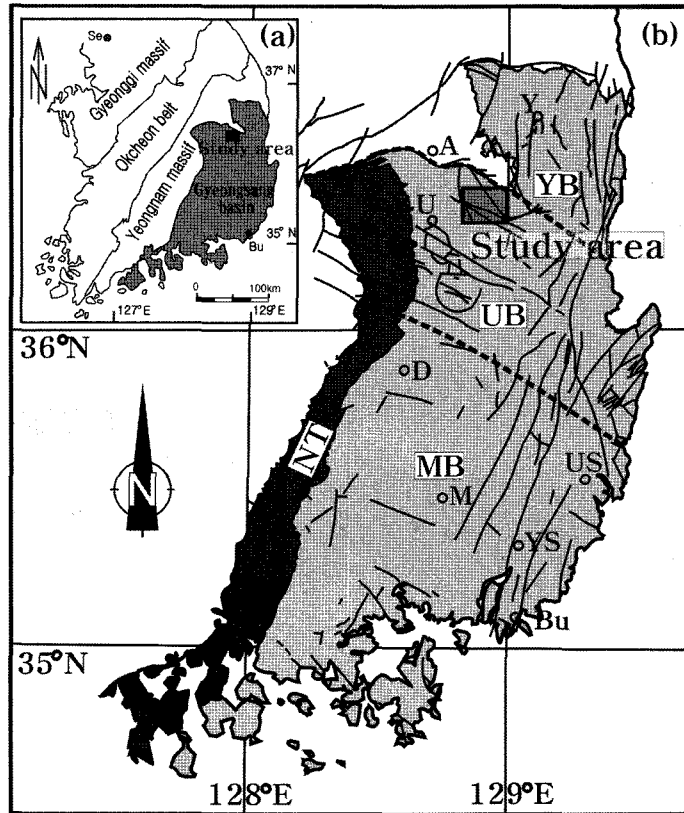 (a)
Se
37°N
N
Gyeonggi massif
Okcheon belt
Yeongnam massif
Study area
Gyeongsang
basin
35°N
Bu
0 100km
127°E
129°E
(b)
Y
A
YB
U
Study area
UB
36°N
D
NT
MB
US
M
N
YS
Bu
35°N
128°E
129°E